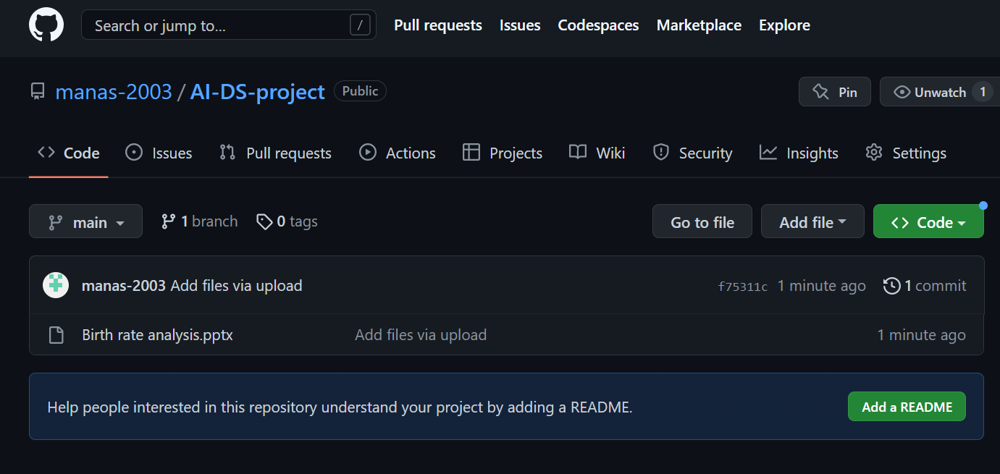 Search or jump to... / Pull requests Issues Codespaces Marketplace Explore
manas-2003 / AI-DS-project Public Pin Unwatch 1
Code Issues Pull requests Actions Projects Wiki Security Insights Settings
main 1 branch 0 tags Go to file Add file Code
manas-2003 Add files via upload f75311c 1 minute ago 1 commit
Birth rate analysis.pptx Add files via upload 1 minute ago
Help people interested in this repository understand your project by adding a README. Add a README